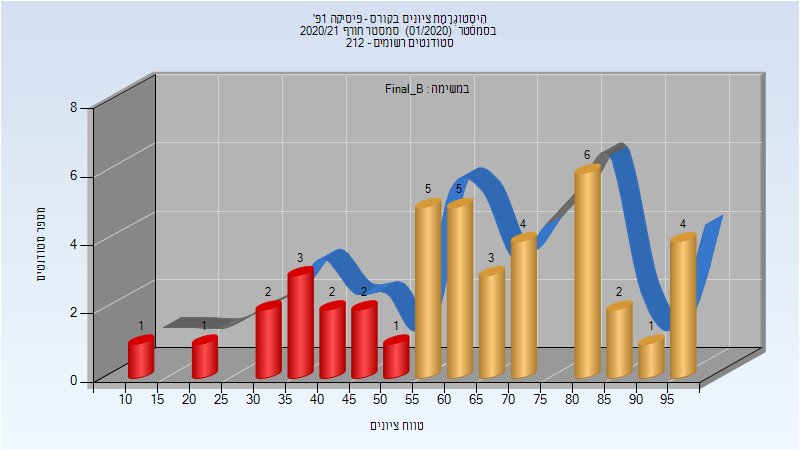 היסטוגרמת ציונים בקורס - פיסיקה 1פ'
בסמסטר (01/2020) סמסטר חורף 2020/21
סטודנטים רשומים - 212
במשימה : Final_B
מספר סטודנטים
8
6
4
2
0
1 1 2 3 2 2 1 5 5 3 4 6 2 1 4
10 15 20 25 30 35 40 45 50 55 60 65 70 75 80 85 90 95
טווח ציונים